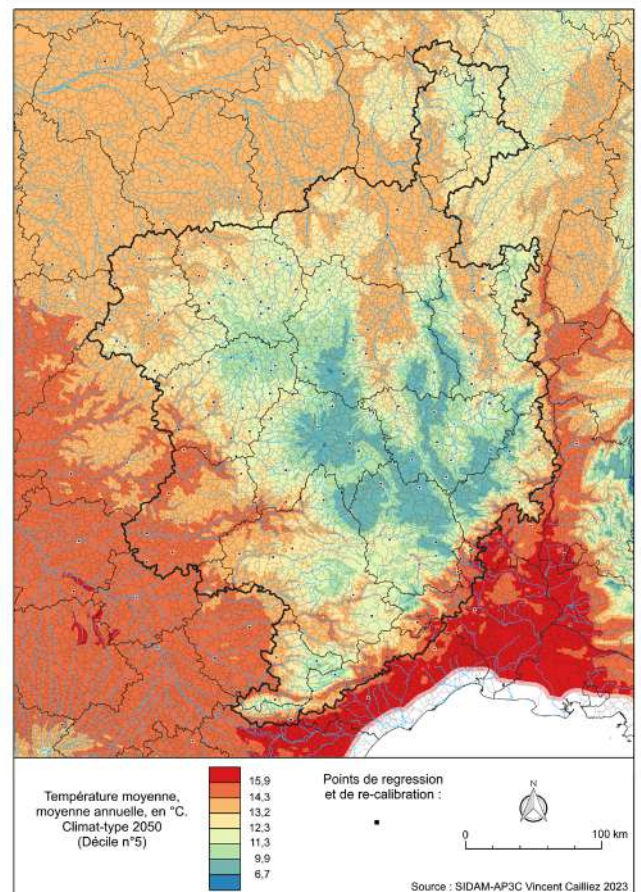 Température moyenne,
moyenne annuelle, en °C.
Climat-type 2050
(Décile n°5)
15,9
14,3
13,2
12,3
11,3
9,9
6,7
Points de regression
et de re-calibration :
N
0 100 km
Source : SIDAM-AP3C Vincent Cailliez 2023